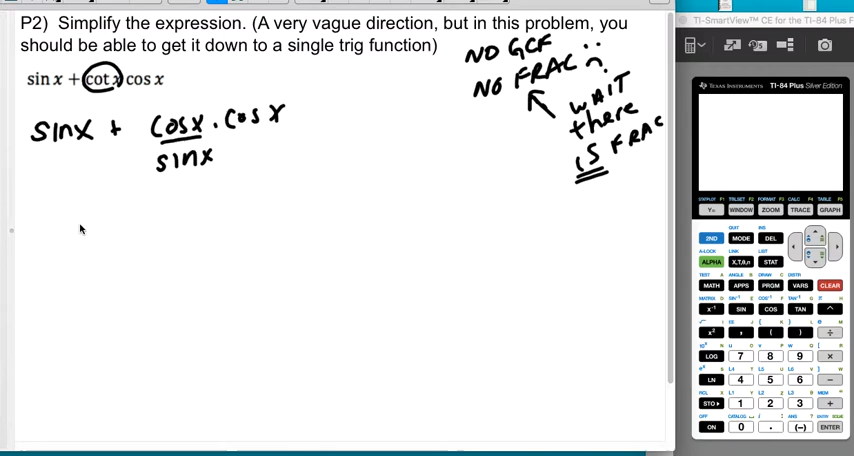 P2) Simplify the expression. (A very vague direction, but in this problem, you
should be able to get it down to a single trig function)
sin x + cot x cos x
sinx + cosx . cosx
sinx
NO GCF
NO FRAC
WAIT
there
is FRAC
TI-SmartView™ CE for the TI-84 Plus F
TEXAS INSTRUMENTS TI-84 Plus Silver Edition
STATPLOT F1 TBLSET F2 FORMAT F3 CALC F4 TABLE F5
Y= WINDOW ZOOM TRACE GRAPH
QUIT INS
2ND MODE DEL
A-LOCK LINK LIST
ALPHA X,T,θ,n STAT
TEST A ANGLE B DRAW C DISTR
MATH APPS PRGM VARS CLEAR
MATRIX D SIN⁻¹ E COS⁻¹ F TAN⁻¹ G π H
x⁻¹ SIN COS TAN ^
√ I EE J { K } L e M
x² , ( ) ÷
10ˣ N u O v P w Q [ R
LOG 7 8 9 ×
eˣ S L4 T L5 U L6 V ] W
LN 4 5 6 −
RCL X L1 Y L2 Z L3 θ MEM "
STO▸ 1 2 3 +
OFF CATALOG i : ANS ? ENTRY SOLVE
ON 0 . (−) ENTER